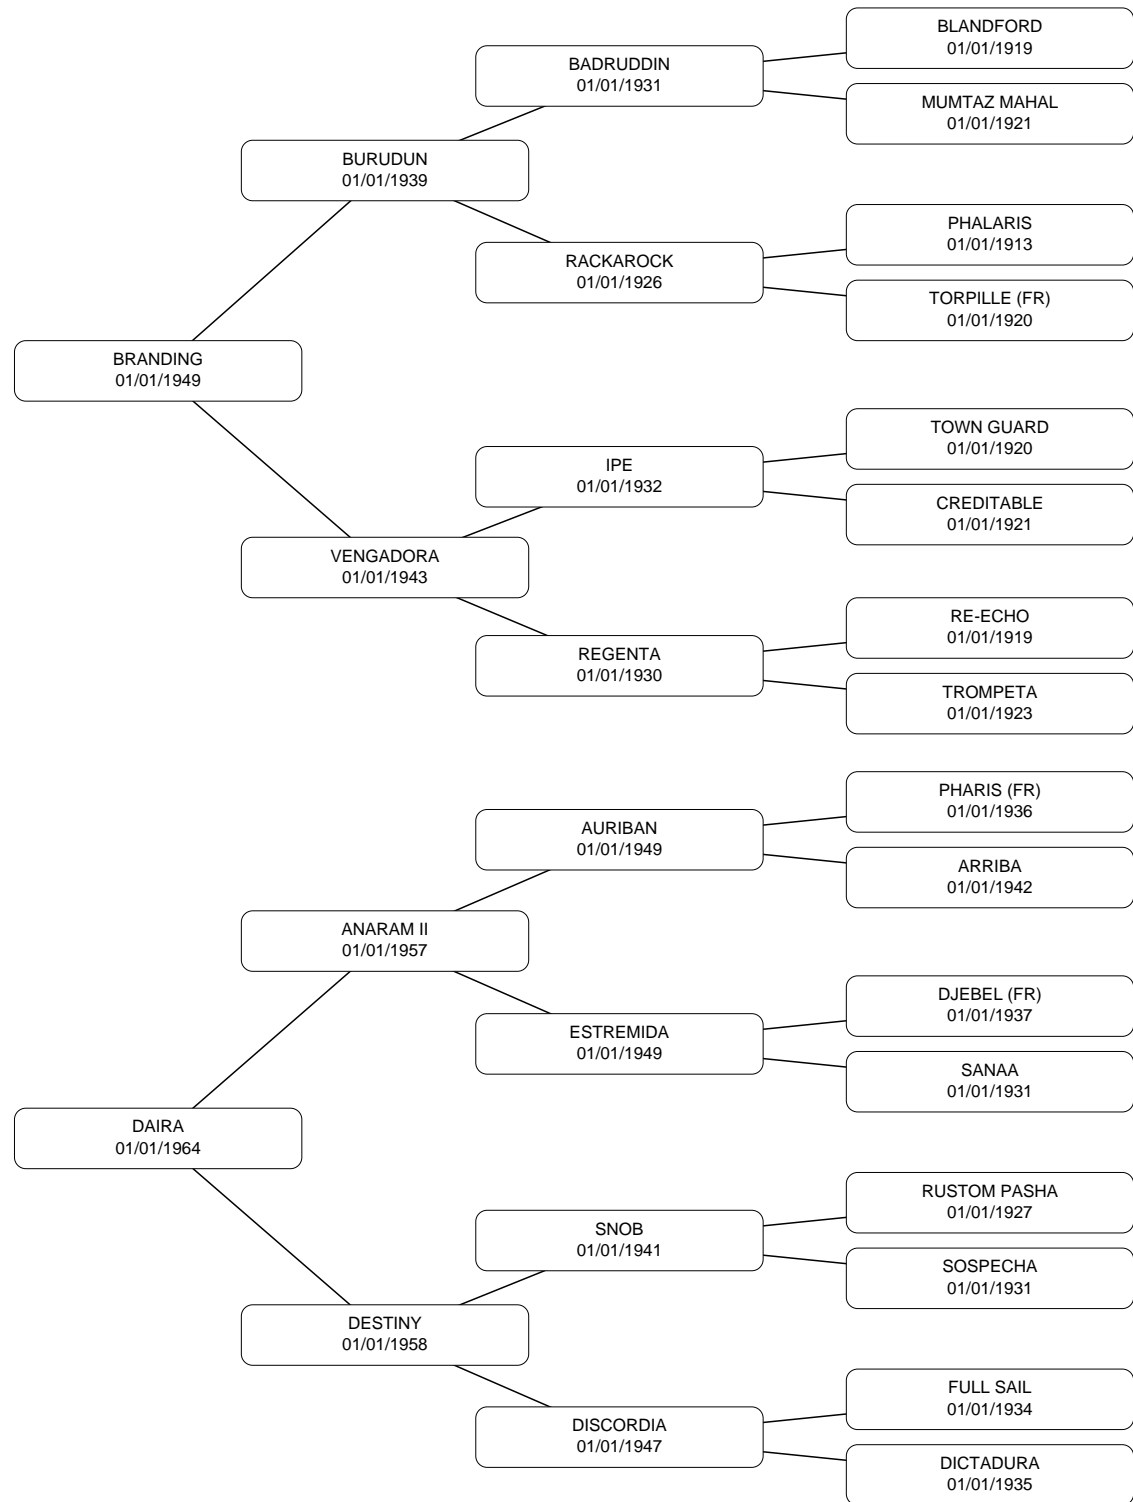 BLANDFORD
01/01/1919
BADRUDDIN
01/01/1931
MUMTAZ MAHAL
01/01/1921
BURUDUN
01/01/1939
PHALARIS
01/01/1913
RACKAROCK
01/01/1926
TORPILLE (FR)
01/01/1920
BRANDING
01/01/1949
TOWN GUARD
01/01/1920
IPE
01/01/1932
CREDITABLE
01/01/1921
VENGADORA
01/01/1943
RE-ECHO
01/01/1919
REGENTA
01/01/1930
TROMPETA
01/01/1923
PHARIS (FR)
01/01/1936
AURIBAN
01/01/1949
ARRIBA
01/01/1942
ANARAM II
01/01/1957
DJEBEL (FR)
01/01/1937
ESTREMIDA
01/01/1949
SANAA
01/01/1931
DAIRA
01/01/1964
RUSTOM PASHA
01/01/1927
SNOB
01/01/1941
SOSPECHA
01/01/1931
DESTINY
01/01/1958
FULL SAIL
01/01/1934
DISCORDIA
01/01/1947
DICTADURA
01/01/1935